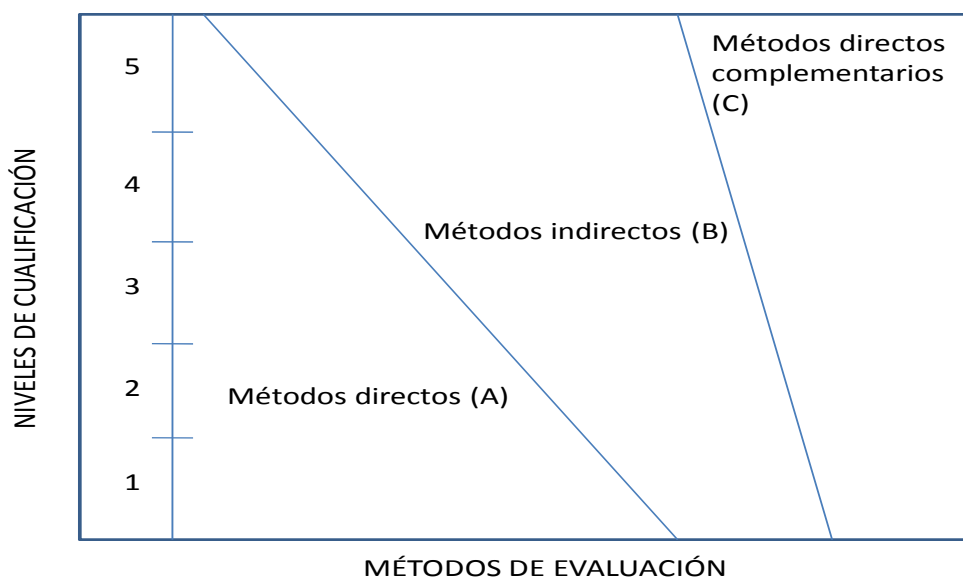 NIVELES DE CUALIFICACIÓN
5
4
3
2
1
Métodos directos
complementarios
(C)
Métodos indirectos (B)
Métodos directos (A)
MÉTODOS DE EVALUACIÓN